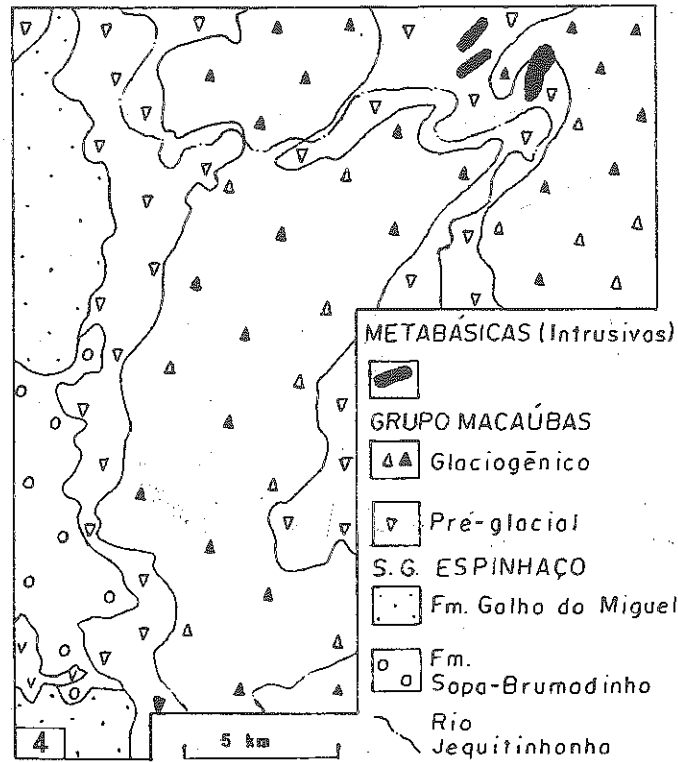 METABÁSICAS (Intrusivas)
GRUPO MACAÚBAS
Glaciogênico
Pré-glacial
S. G. ESPINHAÇO
Fm. Galho do Miguel
Fm.
Sopa-Brumadinho
Rio
Jequitinhonha
4
5 km